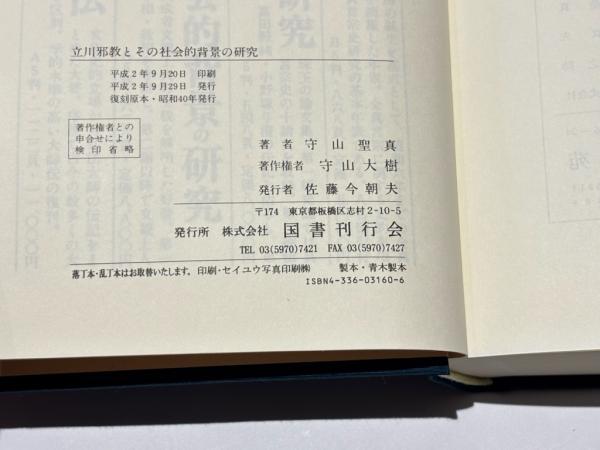 立川邪教とその社会的背景の研究
平成2年9月20日 印刷
平成2年9月29日 発行
復刻原本・昭和40年発行
著作権者との
申合せにより
検印省略
著者 守山聖真
著作権者 守山大樹
発行者 佐藤今朝夫
〒174 東京都板橋区志村2-10-5
発行所 株式会社 国書刊行会
TEL 03(5970)7421 FAX 03(5970)7427
落丁本・乱丁本はお取替いたします。 印刷・セイユウ写真印刷㈱ 製本・青木製本
ISBN4-336-03160-6